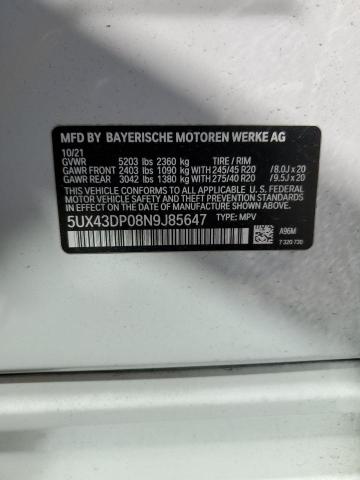 MFD BY BAYERISCHE MOTOREN WERKE AG
10/21
GVWR 5203 lbs 2360 kg TIRE / RIM
GAWR FRONT 2403 lbs 1090 kg WITH 245/45 R20 /8.0J x 20
GAWR REAR 3042 lbs 1380 kg WITH 275/40 R20 /9.5J x 20
THIS VEHICLE CONFORMS TO ALL APPLICABLE U. S. FEDERAL
MOTOR VEHICLE SAFETY STANDARDS IN EFFECT ON
THE DATE OF MANUFACTURE SHOWN ABOVE.
5UX43DP08N9J85647 TYPE: MPV
A96M
7 320 730